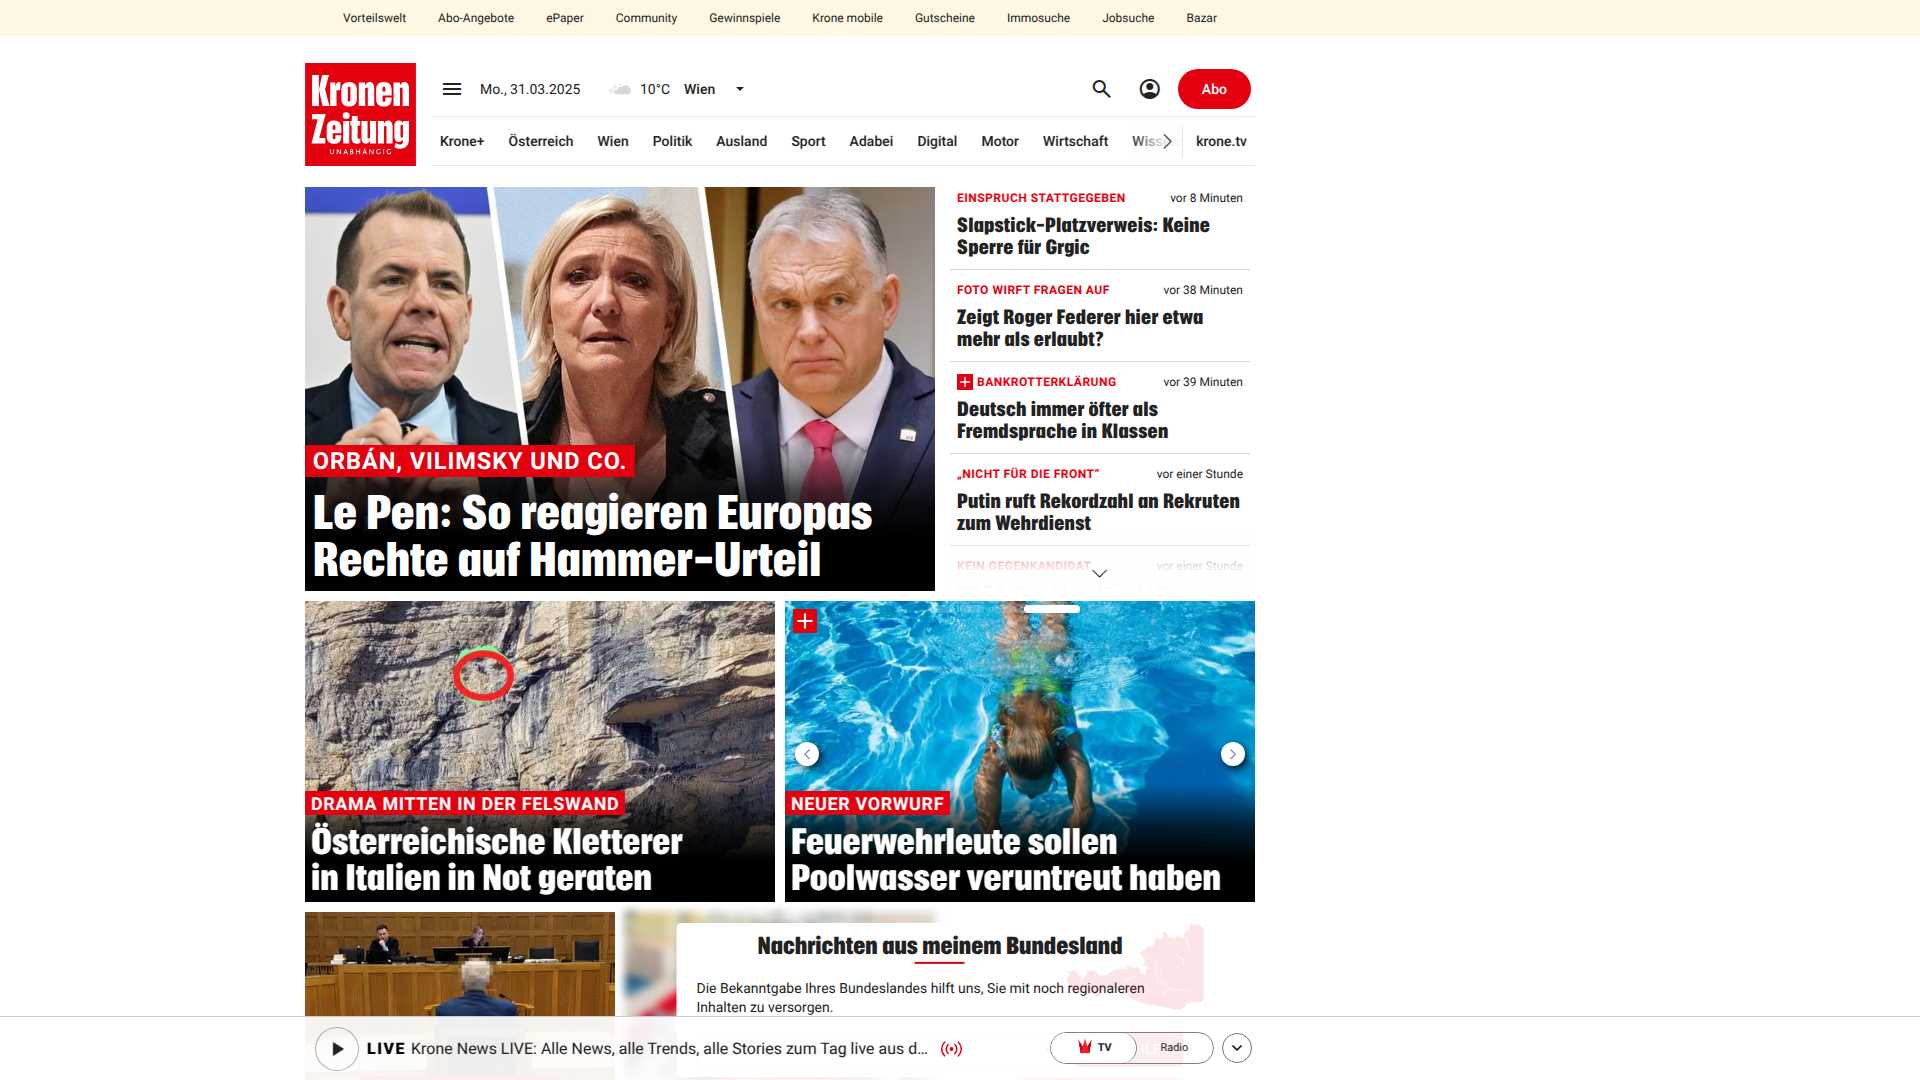 Vorteilswelt Abo-Angebote ePaper Community Gewinnspiele Krone mobile Gutscheine Immosuche Jobsuche Bazar
Kronen
Zeitung
UNABHÄNGIG
Mo., 31.03.2025 10°C Wien
Abo
Krone+ Österreich Wien Politik Ausland Sport Adabei Digital Motor Wirtschaft Wiss krone.tv
ORBÁN, VILIMSKY UND CO.
Le Pen: So reagieren Europas
Rechte auf Hammer-Urteil
EINSPRUCH STATTGEGEBEN vor 8 Minuten
Slapstick-Platzverweis: Keine
Sperre für Grgic
FOTO WIRFT FRAGEN AUF vor 38 Minuten
Zeigt Roger Federer hier etwa
mehr als erlaubt?
BANKROTTERKLÄRUNG vor 39 Minuten
Deutsch immer öfter als
Fremdsprache in Klassen
„NICHT FÜR DIE FRONT“ vor einer Stunde
Putin ruft Rekordzahl an Rekruten
zum Wehrdienst
KEIN GEGENKANDIDAT vor einer Stunde
DRAMA MITTEN IN DER FELSWAND
Österreichische Kletterer
in Italien in Not geraten
NEUER VORWURF
Feuerwehrleute sollen
Poolwasser veruntreut haben
Nachrichten aus meinem Bundesland
Die Bekanntgabe Ihres Bundeslandes hilft uns, Sie mit noch regionaleren
Inhalten zu versorgen.
LIVE Krone News LIVE: Alle News, alle Trends, alle Stories zum Tag live aus d...
TV Radio